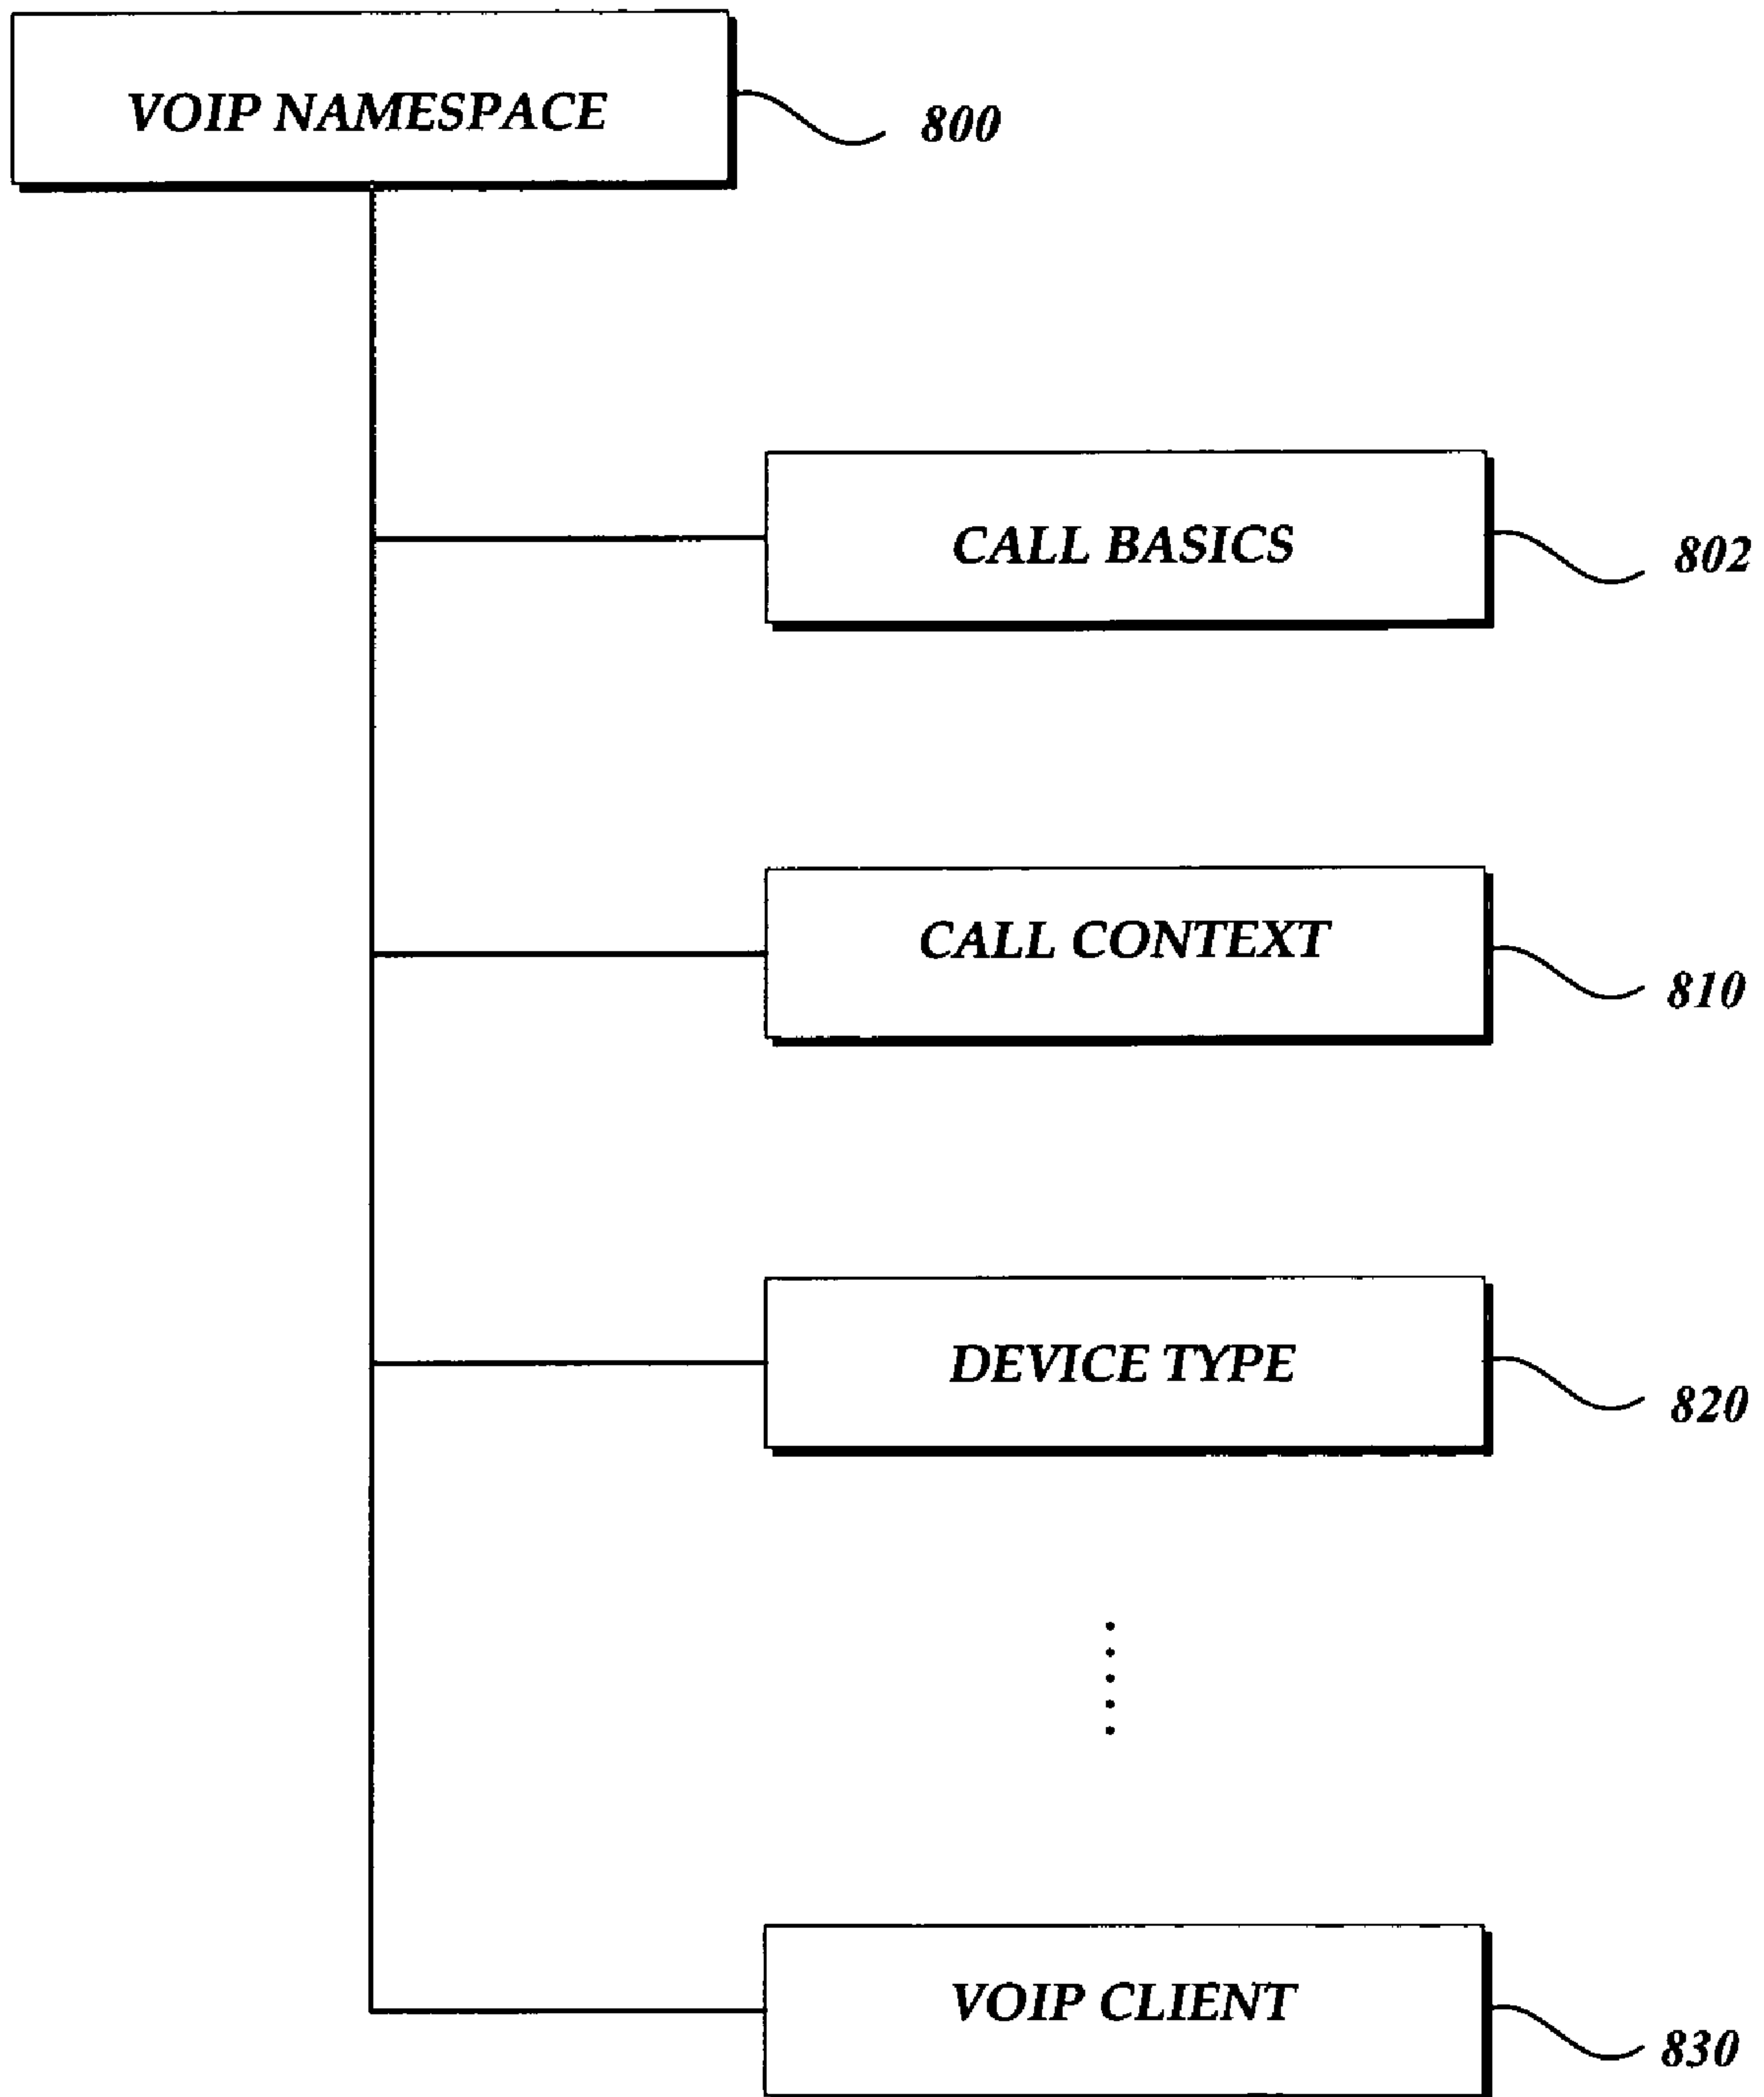 VOIP NAMESPACE
800
CALL BASICS
802
CALL CONTEXT
810
DEVICE TYPE
820
VOIP CLIENT
830